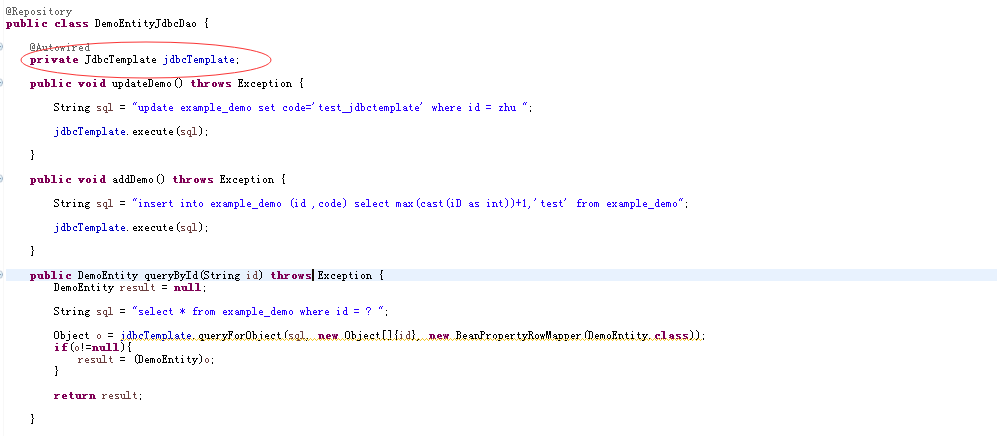 @Repository
public class DemoEntityJdbcDao {
@Autowired
private JdbcTemplate jdbcTemplate;
public void updateDemo() throws Exception {
String sql = "update example_demo set code='test_jdbctemplate' where id = zhu ";
jdbcTemplate.execute(sql);
}
public void addDemo() throws Exception {
String sql = "insert into example_demo (id ,code) select max(cast(iD as int))+1,'test' from example_demo";
jdbcTemplate.execute(sql);
}
public DemoEntity queryById(String id) throws Exception {
DemoEntity result = null;
String sql = "select * from example_demo where id = ? ";
Object o = jdbcTemplate.queryForObject(sql, new Object[]{id}, new BeanPropertyRowMapper(DemoEntity.class));
if(o!=null){
result = (DemoEntity)o;
}
return result;
}